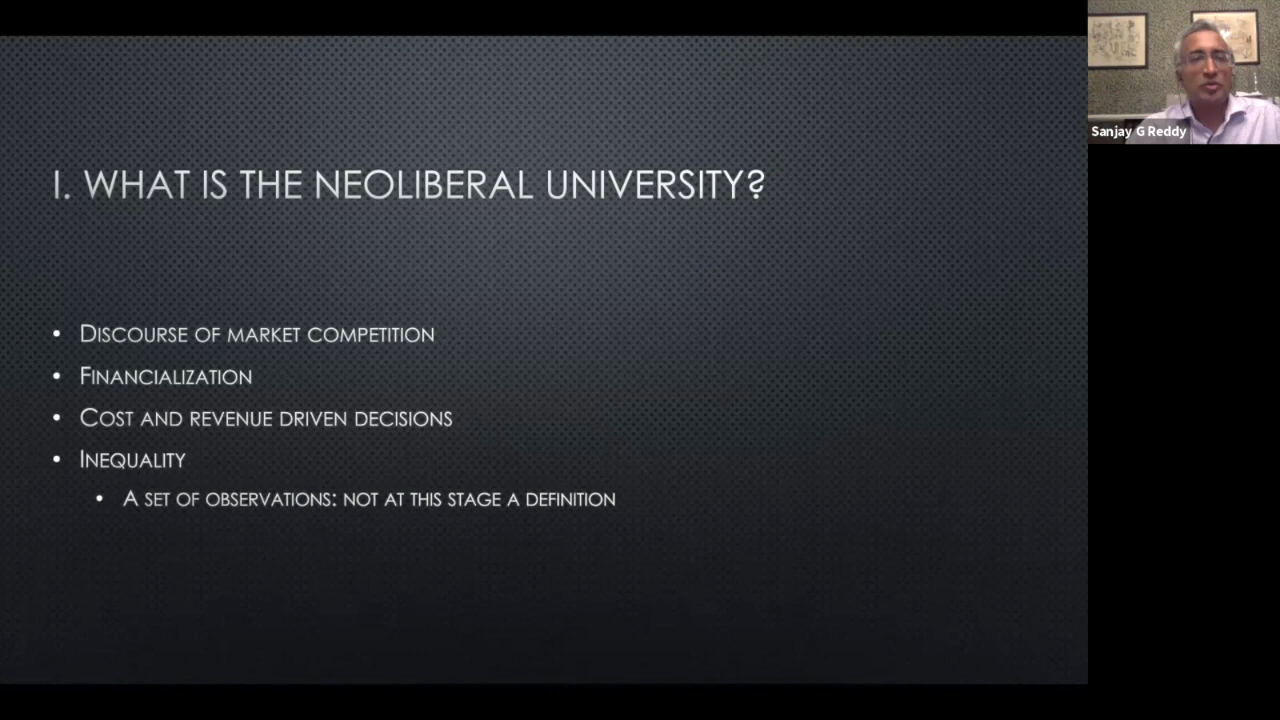 I. WHAT IS THE NEOLIBERAL UNIVERSITY?
• DISCOURSE OF MARKET COMPETITION
• FINANCIALIZATION
• COST AND REVENUE DRIVEN DECISIONS
• INEQUALITY
• A SET OF OBSERVATIONS: NOT AT THIS STAGE A DEFINITION
Sanjay G Reddy